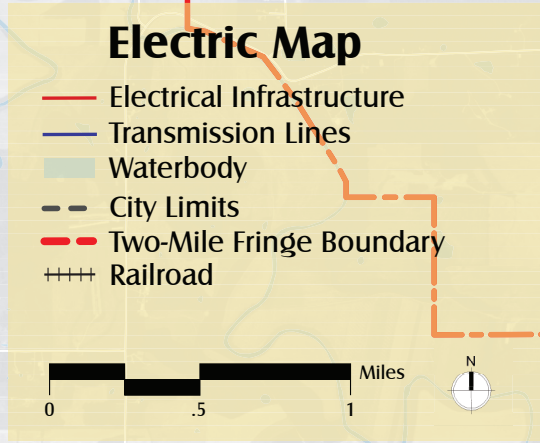 Electric Map
Electrical Infrastructure
Transmission Lines
Waterbody
City Limits
Two-Mile Fringe Boundary
Railroad
Miles
0 .5 1
N